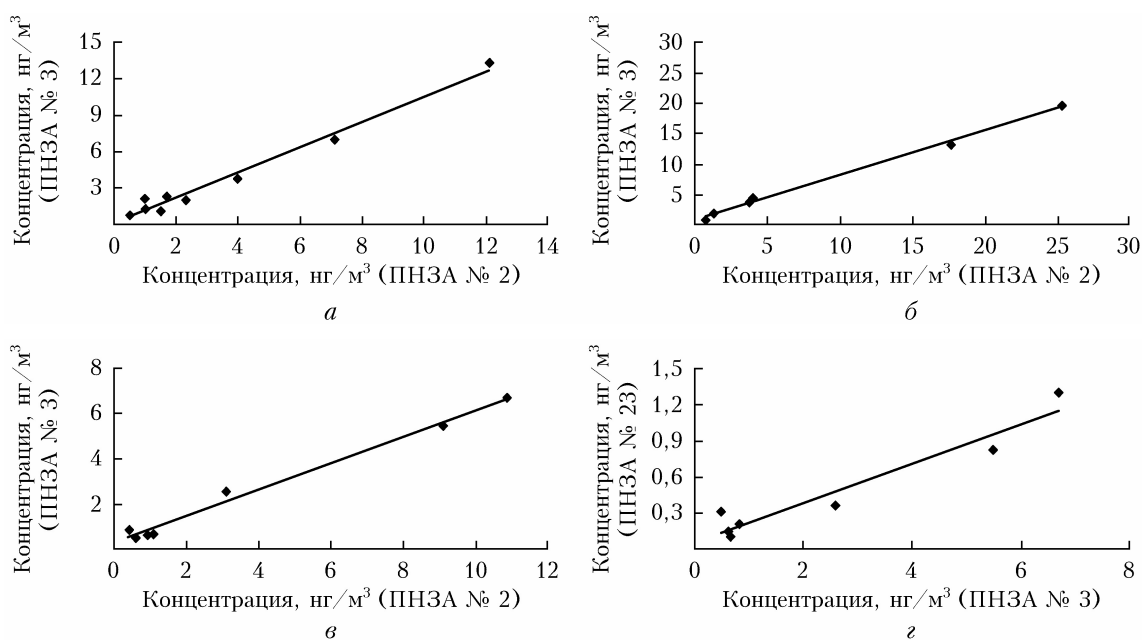 Концентрация, нг/м³
(ПНЗА № 3)
15
12
9
6
3
0 2 4 6 8 10 12 14
Концентрация, нг/м³ (ПНЗА № 2)
а
Концентрация, нг/м³
(ПНЗА № 3)
30
25
20
15
10
5
0 5 10 15 20 25 30
Концентрация, нг/м³ (ПНЗА № 2)
б
Концентрация, нг/м³
(ПНЗА № 3)
8
6
4
2
0 2 4 6 8 10 12
Концентрация, нг/м³ (ПНЗА № 2)
в
Концентрация, нг/м³
(ПНЗА № 23)
1,5
1,2
0,9
0,6
0,3
0 2 4 6 8
Концентрация, нг/м³ (ПНЗА № 3)
г